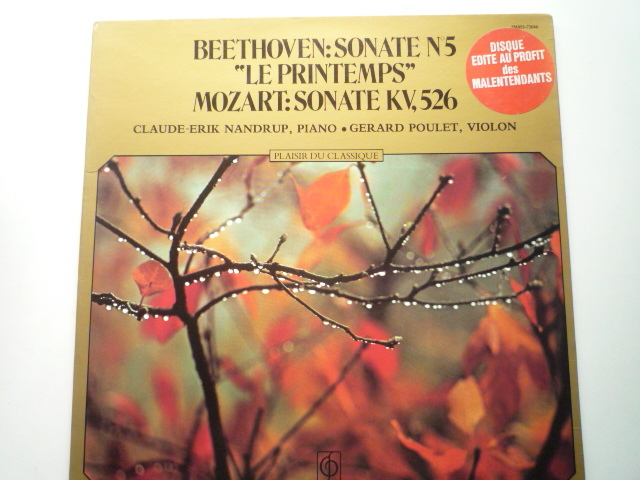 BEETHOVEN: SONATE N°5
"LE PRINTEMPS"
MOZART: SONATE KV, 526
CLAUDE-ERIK NANDRUP, PIANO • GERARD POULET, VIOLON
PLAISIR DU CLASSIQUE
DISQUE
EDITE AU PROFIT
des
MALENTENDANTS